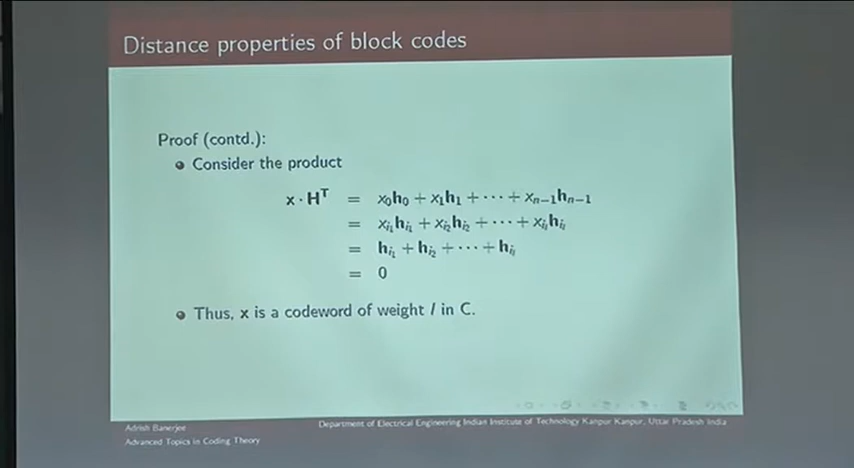 Distance properties of block codes
Proof (contd.):
Consider the product
x · Hᵀ = x₀h₀ + x₁h₁ + ··· + xₙ₋₁hₙ₋₁
= x_{i₁}h_{i₁} + x_{i₂}h_{i₂} + ··· + x_{i_l}h_{i_l}
= h_{i₁} + h_{i₂} + ··· + h_{i_l}
= 0
Thus, x is a codeword of weight l in C.
Adrish Banerjee
Department of Electrical Engineering Indian Institute of Technology Kanpur Kanpur, Uttar Pradesh India
Advanced Topics in Coding Theory